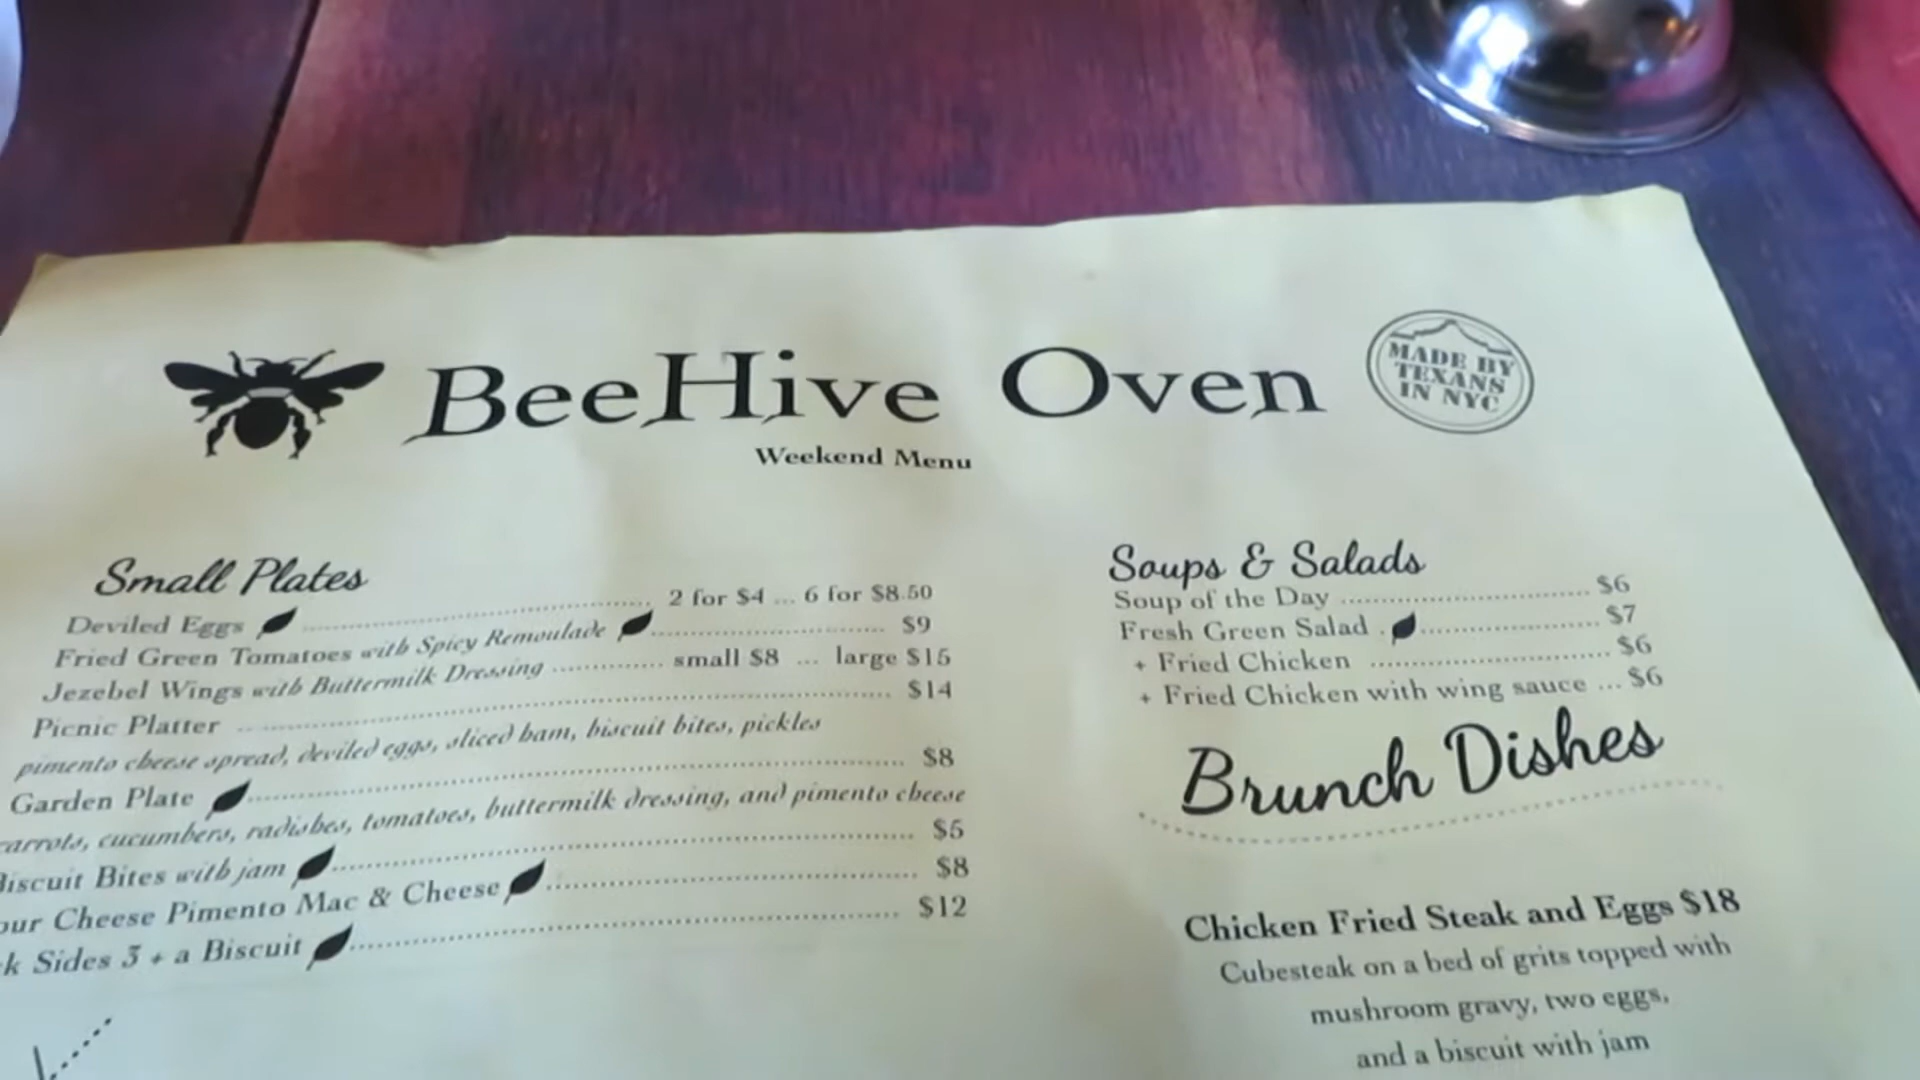 BeeHive Oven
MADE BY
TEXANS
IN NYC
Weekend Menu
Small Plates
Deviled Eggs 2 for $4 ... 6 for $8.50
Fried Green Tomatoes with Spicy Remoulade $9
Jezebel Wings with Buttermilk Dressing small $8 ... large $15
Picnic Platter $14
pimento cheese spread, deviled eggs, sliced ham, biscuit bites, pickles
Garden Plate $8
carrots, cucumbers, radishes, tomatoes, buttermilk dressing, and pimento cheese
Biscuit Bites with jam $5
our Cheese Pimento Mac & Cheese $8
k Sides 3 + a Biscuit $12
Soups & Salads
Soup of the Day $6
Fresh Green Salad $7
+ Fried Chicken $6
+ Fried Chicken with wing sauce ... $6
Brunch Dishes
Chicken Fried Steak and Eggs $18
Cubesteak on a bed of grits topped with
mushroom gravy, two eggs,
and a biscuit with jam